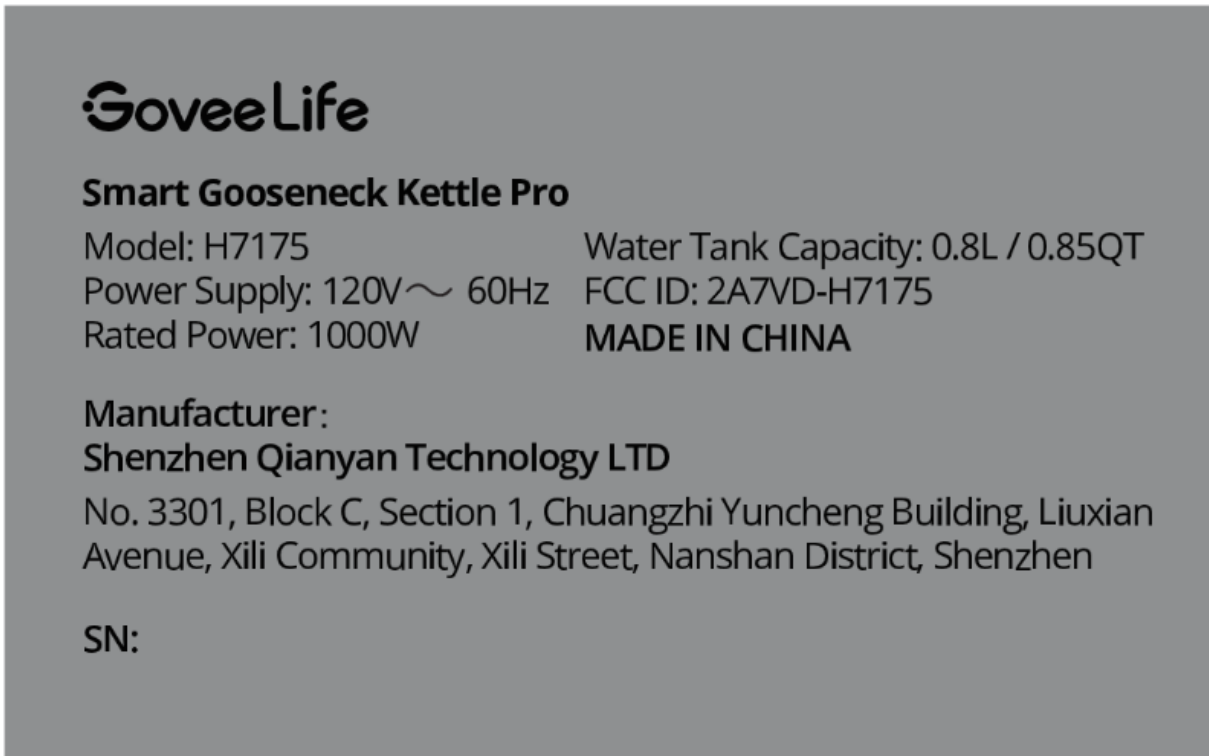 GoveeLife
Smart Gooseneck Kettle Pro
Model: H7175
Water Tank Capacity: 0.8L / 0.85QT
Power Supply: 120V～ 60Hz
FCC ID: 2A7VD-H7175
Rated Power: 1000W
MADE IN CHINA
Manufacturer:
Shenzhen Qianyan Technology LTD
No. 3301, Block C, Section 1, Chuangzhi Yuncheng Building, Liuxian
Avenue, Xili Community, Xili Street, Nanshan District, Shenzhen
SN: